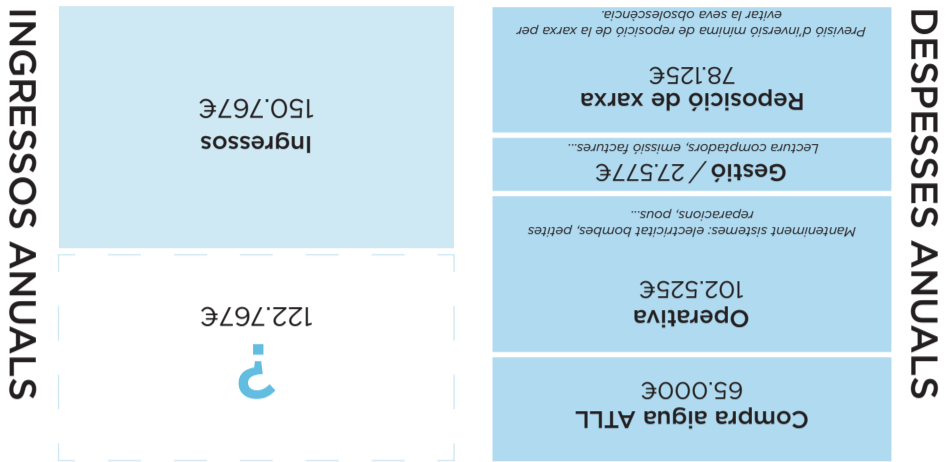 DESPESSES ANUALS
Compra aigua ATLL
65.000€
Operativa
102.525€
Manteniment sistemes: electricitat bombes, petites
reparacions, pous...
Gestió / 27.577€
Lectura comptadors, emissió factures...
Reposició de xarxa
78.125€
Previsió d'inversió mínima de reposició de la xarxa per
evitar la seva obsolescència.
?
122.767€
Ingressos
150.767€
INGRESSOS ANUALS